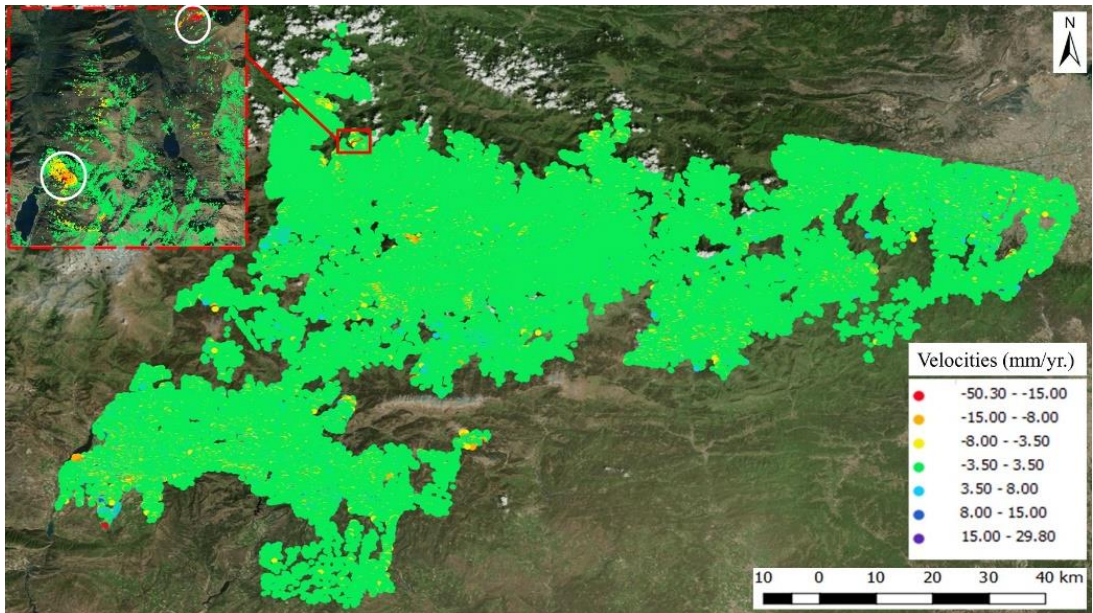 N
Velocities (mm/yr.)
-50.30 - -15.00
-15.00 - -8.00
-8.00 - -3.50
-3.50 - 3.50
3.50 - 8.00
8.00 - 15.00
15.00 - 29.80
10 0 10 20 30 40 km